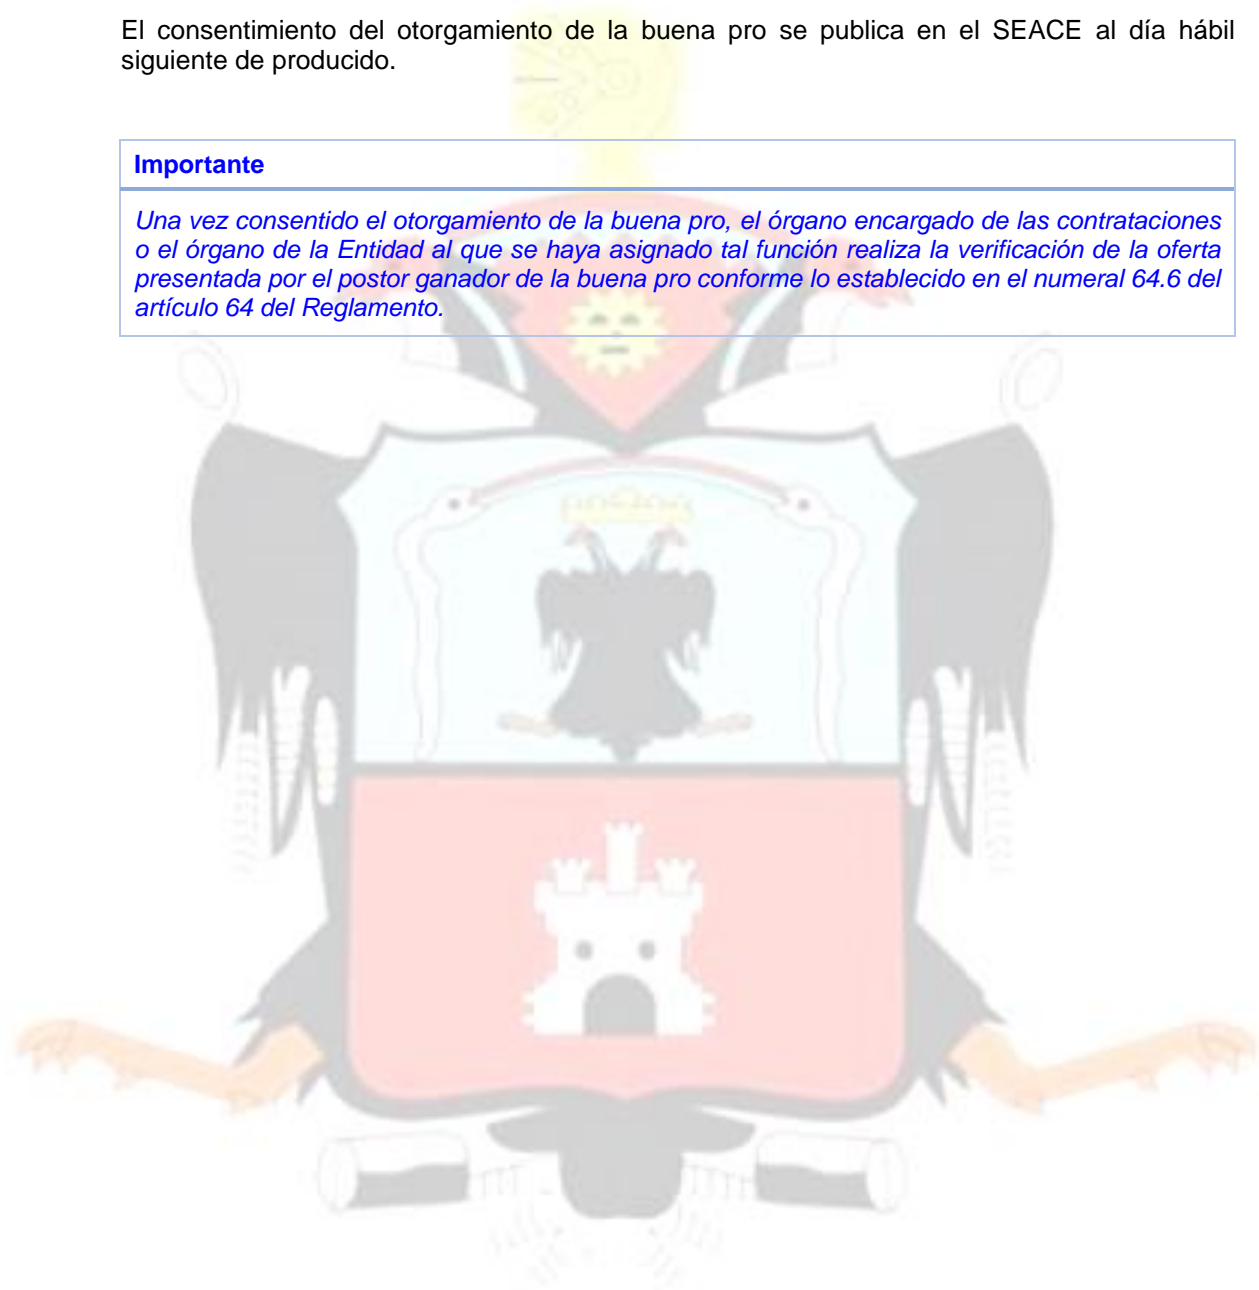 El consentimiento del otorgamiento de la buena pro se publica en el SEACE al día hábil
siguiente de producido.
Importante
Una vez consentido el otorgamiento de la buena pro, el órgano encargado de las contrataciones
o el órgano de la Entidad al que se haya asignado tal función realiza la verificación de la oferta
presentada por el postor ganador de la buena pro conforme lo establecido en el numeral 64.6 del
artículo 64 del Reglamento.